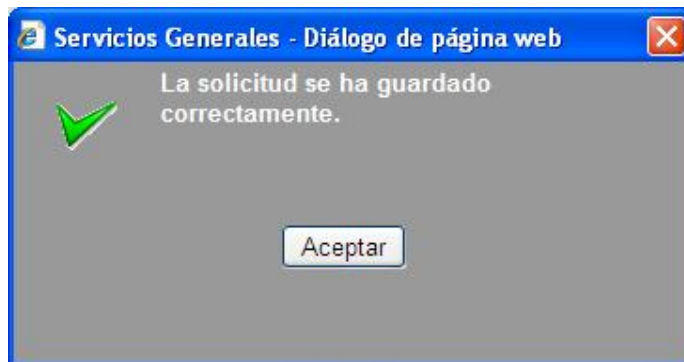 Servicios Generales - Diálogo de página web
La solicitud se ha guardado
correctamente.
Aceptar